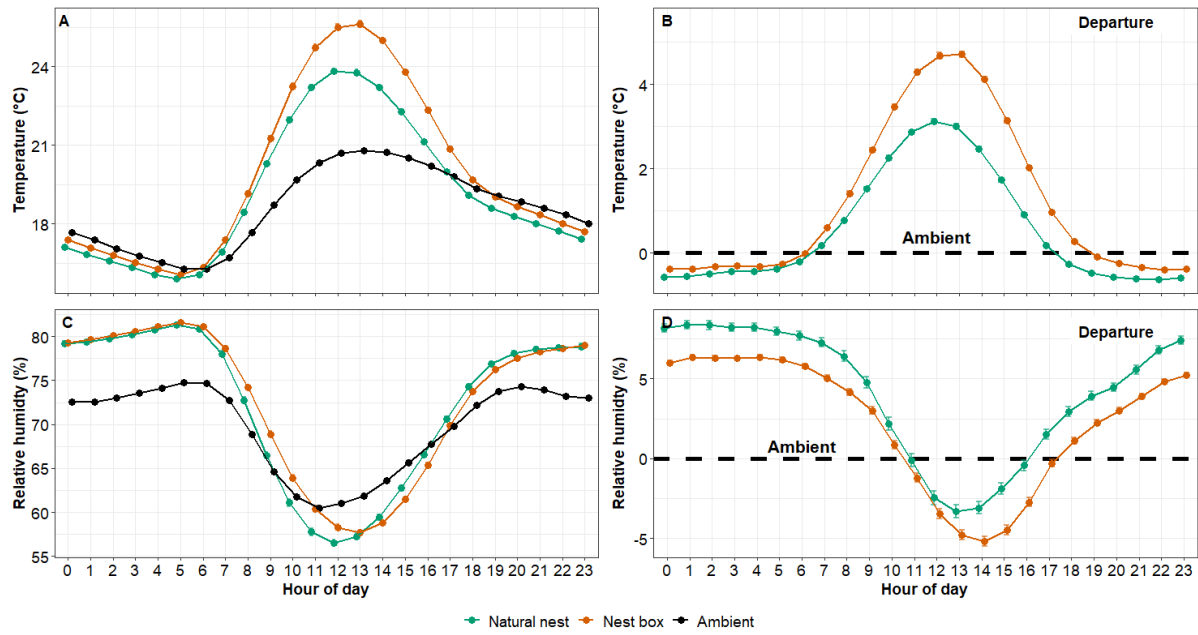 A
Temperature (°C)
24
21
18
B
Departure
Temperature (°C)
4
2
0
Ambient
C
Relative humidty (%)
80
75
70
65
60
55
0 1 2 3 4 5 6 7 8 9 10 11 12 13 14 15 16 17 18 19 20 21 22 23
Hour of day
D
Departure
Relative humidty (%)
5
0
-5
Ambient
0 1 2 3 4 5 6 7 8 9 10 11 12 13 14 15 16 17 18 19 20 21 22 23
Hour of day
Natural nest Nest box Ambient